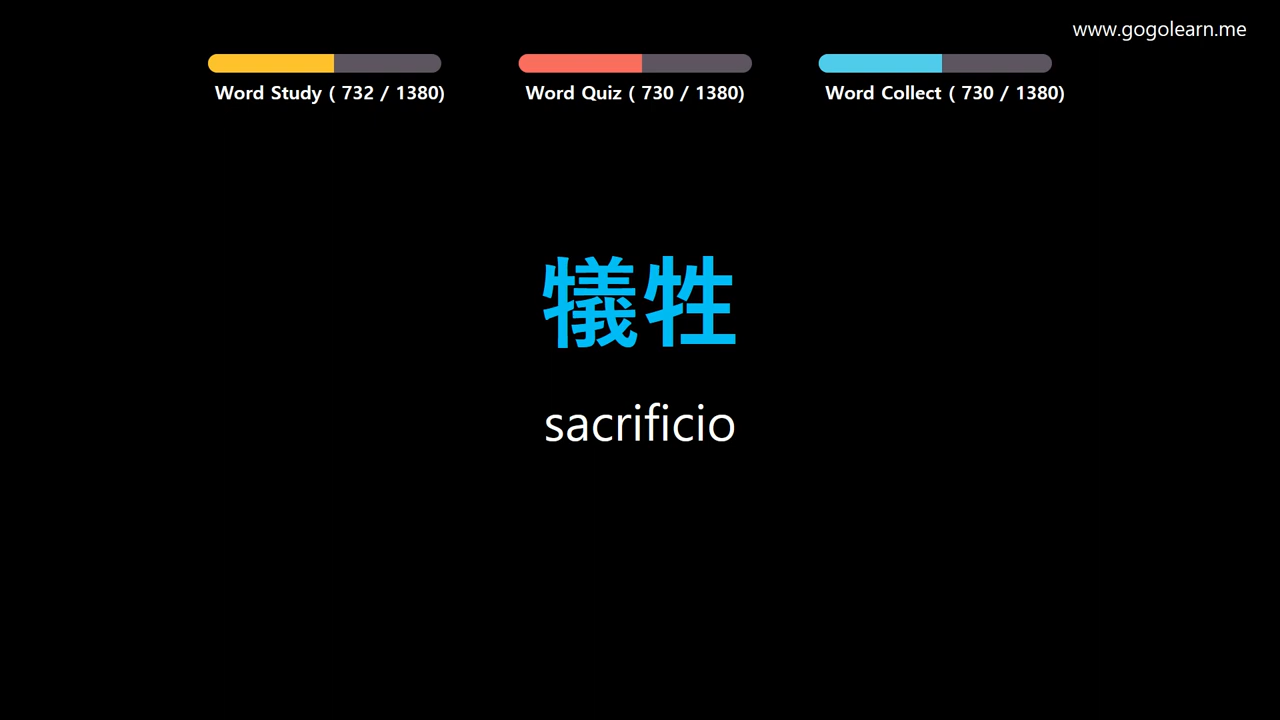 www.gogolearn.me
Word Study ( 732 / 1380)
Word Quiz ( 730 / 1380)
Word Collect ( 730 / 1380)
犠牲
sacrificio